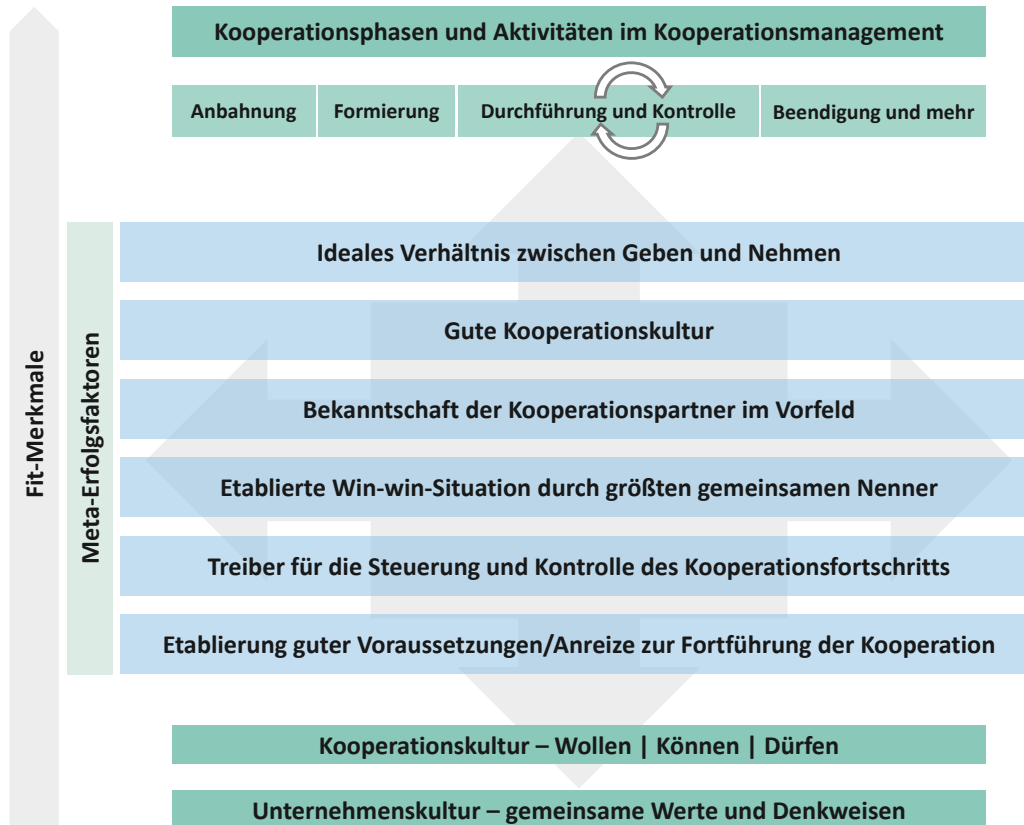 Kooperationsphasen und Aktivitäten im Kooperationsmanagement
Anbahnung
Formierung
Durchführung und Kontrolle
Beendigung und mehr
Fit-Merkmale
Meta-Erfolgsfaktoren
Ideales Verhältnis zwischen Geben und Nehmen
Gute Kooperationskultur
Bekanntschaft der Kooperationspartner im Vorfeld
Etablierte Win-win-Situation durch größten gemeinsamen Nenner
Treiber für die Steuerung und Kontrolle des Kooperationsfortschritts
Etablierung guter Voraussetzungen/Anreize zur Fortführung der Kooperation
Kooperationskultur – Wollen | Können | Dürfen
Unternehmenskultur – gemeinsame Werte und Denkweisen